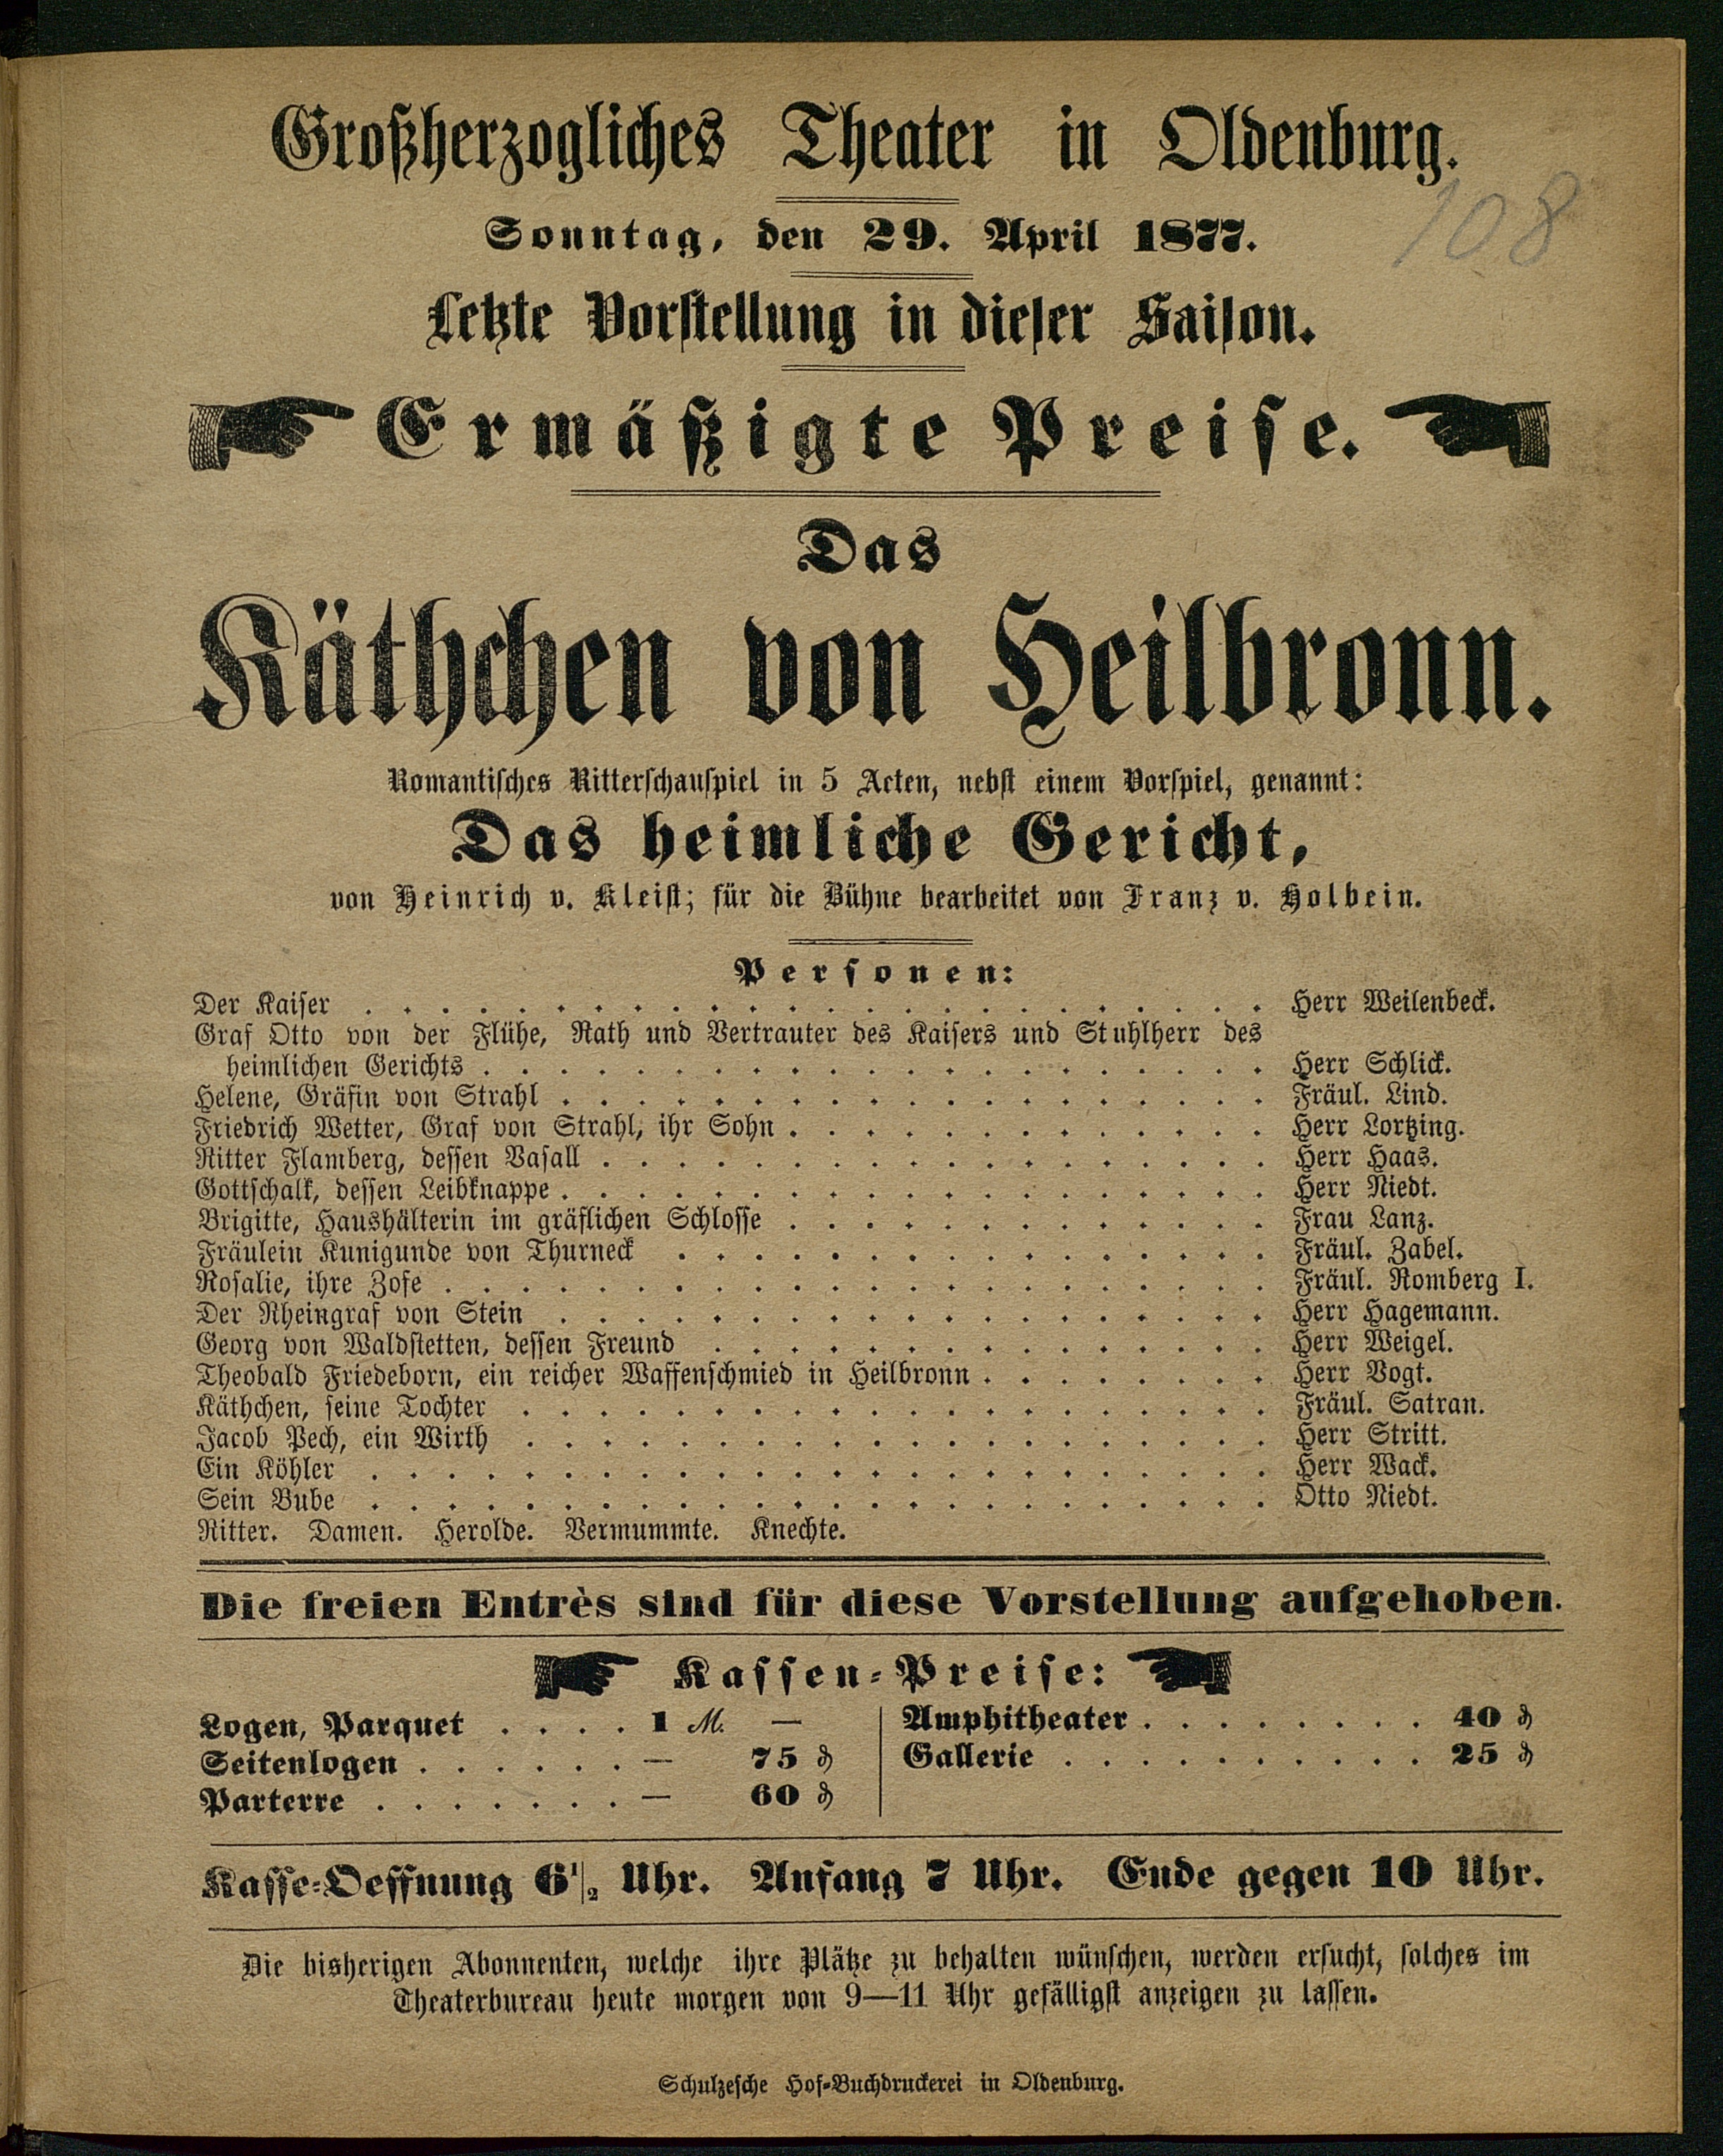 Großherzogliches Theater in Oldenburg.
108
Sonntag, den 29. April 1877.
Letzte Vorstellung in dieser Saison.
Ermäßigte Preise.
Das
Käthchen von Heilbronn.
Romantisches Ritterschauspiel in 5 Acten, nebst einem Vorspiel, genannt:
Das heimliche Gericht,
von Heinrich v. Kleist; für die Bühne bearbeitet von Franz v. Holbein.
Personen:
Der Kaiser . . . . . . . . . . Herr Weilenbeck.
Graf Otto von der Flühe, Rath und Vertrauter des Kaisers und Stuhlherr des
heimlichen Gerichts . . . . . . . . . . Herr Schlick.
Helene, Gräfin von Strahl . . . . . . . . . . Fräul. Lind.
Friedrich Wetter, Graf von Strahl, ihr Sohn . . . . . . . . . . Herr Lortzing.
Ritter Flamberg, dessen Vasall . . . . . . . . . . Herr Haas.
Gottschalk, dessen Leibknappe . . . . . . . . . . Herr Niedt.
Brigitte, Haushälterin im gräflichen Schlosse . . . . . . . . . . Frau Lanz.
Fräulein Kunigunde von Thurneck . . . . . . . . . . Fräul. Zabel.
Rosalie, ihre Zofe . . . . . . . . . . Fräul. Romberg I.
Der Rheingraf von Stein . . . . . . . . . . Herr Hagemann.
Georg von Waldstetten, dessen Freund . . . . . . . . . . Herr Weigel.
Theobald Friedeborn, ein reicher Waffenschmied in Heilbronn . . . . . . . . Herr Vogt.
Käthchen, seine Tochter . . . . . . . . . . Fräul. Satran.
Jacob Pech, ein Wirth . . . . . . . . . . Herr Stritt.
Ein Köhler . . . . . . . . . . Herr Wack.
Sein Bube . . . . . . . . . . Otto Niedt.
Ritter. Damen. Herolde. Vermummte. Knechte.
Die freien Entrès sind für diese Vorstellung aufgehoben.
Kassen-Preise:
Logen, Parquet . . . . 1 M. —
Seitenlogen . . . . . . — 75 ₰
Parterre . . . . . . . — 60 ₰
Amphitheater . . . . . . . . 40 ₰
Gallerie . . . . . . . . . . 25 ₰
Kasse-Oeffnung 6 1/2 Uhr. Anfang 7 Uhr. Ende gegen 10 Uhr.
Die bisherigen Abonnenten, welche ihre Plätze zu behalten wünschen, werden ersucht, solches im
Theaterbureau heute morgen von 9—11 Uhr gefälligst anzeigen zu lassen.
Schulzesche Hof-Buchdruckerei in Oldenburg.